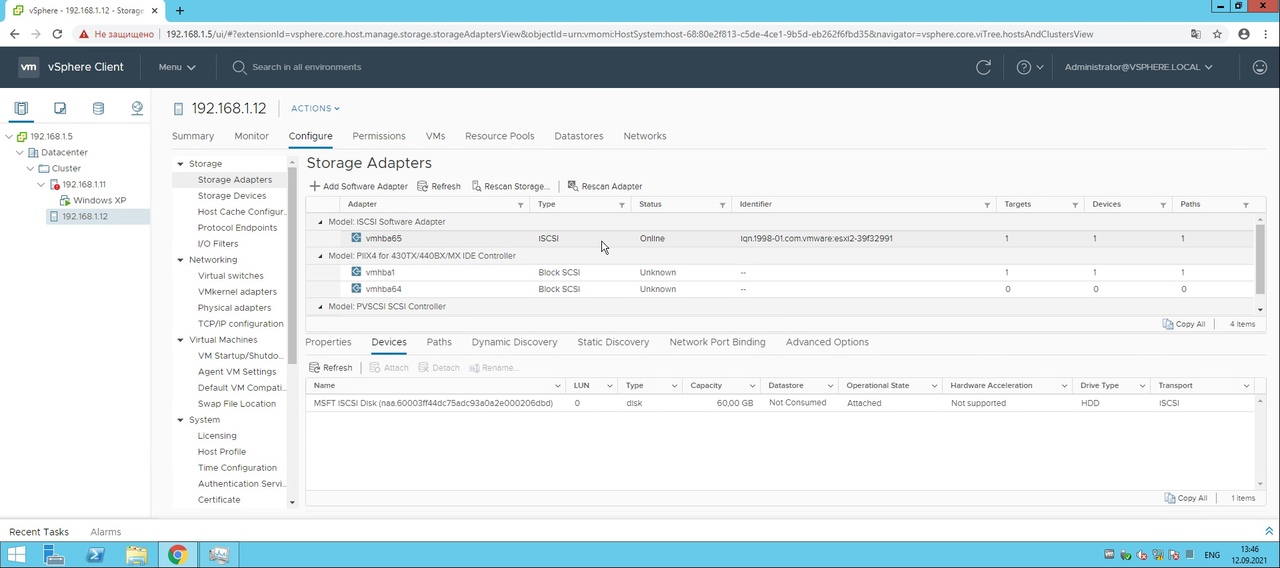 vSphere - 192.168.1.12 - Storage
Не защищено 192.168.1.5/ui/#?extensionId=vsphere.core.host.manage.storage.storageAdaptersView&objectId=urn:vmomi:HostSystem:host-68:80e2f813-c5de-4ce1-9b5d-eb262f6fbd35&navigator=vsphere.core.viTree.hostsAndClustersView
vm vSphere Client Menu Search in all environments Administrator@VSPHERE.LOCAL
192.168.1.5
Datacenter
Cluster
192.168.1.11
Windows XP
192.168.1.12
192.168.1.12 ACTIONS
Summary Monitor Configure Permissions VMs Resource Pools Datastores Networks
Storage
Storage Adapters
Storage Devices
Host Cache Configur...
Protocol Endpoints
I/O Filters
Networking
Virtual switches
VMkernel adapters
Physical adapters
TCP/IP configuration
Virtual Machines
VM Startup/Shutdo...
Agent VM Settings
Default VM Compati...
Swap File Location
System
Licensing
Host Profile
Time Configuration
Authentication Servi...
Certificate
Storage Adapters
Add Software Adapter Refresh Rescan Storage... Rescan Adapter
Adapter Type Status Identifier Targets Devices Paths
Model: iSCSI Software Adapter
vmhba65 iSCSI Online iqn.1998-01.com.vmware:esxi2-39f32991 1 1 1
Model: PIIX4 for 430TX/440BX/MX IDE Controller
vmhba1 Block SCSI Unknown -- 1 1 1
vmhba64 Block SCSI Unknown -- 0 0 0
Model: PVSCSI SCSI Controller
Copy All 4 items
Properties Devices Paths Dynamic Discovery Static Discovery Network Port Binding Advanced Options
Refresh Attach Detach Rename...
Name LUN Type Capacity Datastore Operational State Hardware Acceleration Drive Type Transport
MSFT iSCSI Disk (naa.60003ff44dc75adc93a0a2e000206dbd) 0 disk 60,00 GB Not Consumed Attached Not supported HDD iSCSI
Copy All 1 items
Recent Tasks Alarms
ENG
13:46
12.09.2021